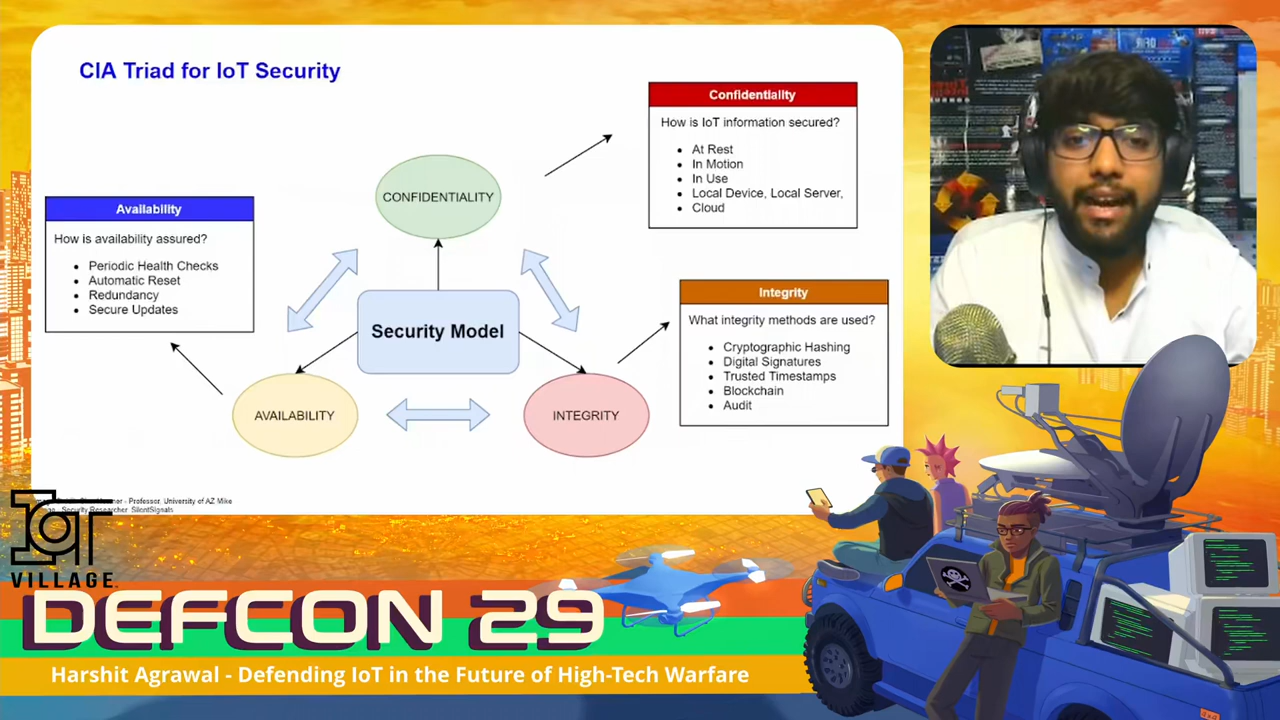 CIA Triad for IoT Security
Confidentiality
How is IoT information secured?
• At Rest
• In Motion
• In Use
• Local Device, Local Server,
• Cloud
CONFIDENTIALITY
Availability
How is availability assured?
• Periodic Health Checks
• Automatic Reset
• Redundancy
• Secure Updates
Security Model
Integrity
What integrity methods are used?
• Cryptographic Hashing
• Digital Signatures
• Trusted Timestamps
• Blockchain
• Audit
AVAILABILITY
INTEGRITY
- Professor, University of AZ Mike
- Security Researcher, SilentSignals
IoT
VILLAGE
DEFCON 29
Harshit Agrawal - Defending IoT in the Future of High-Tech Warfare